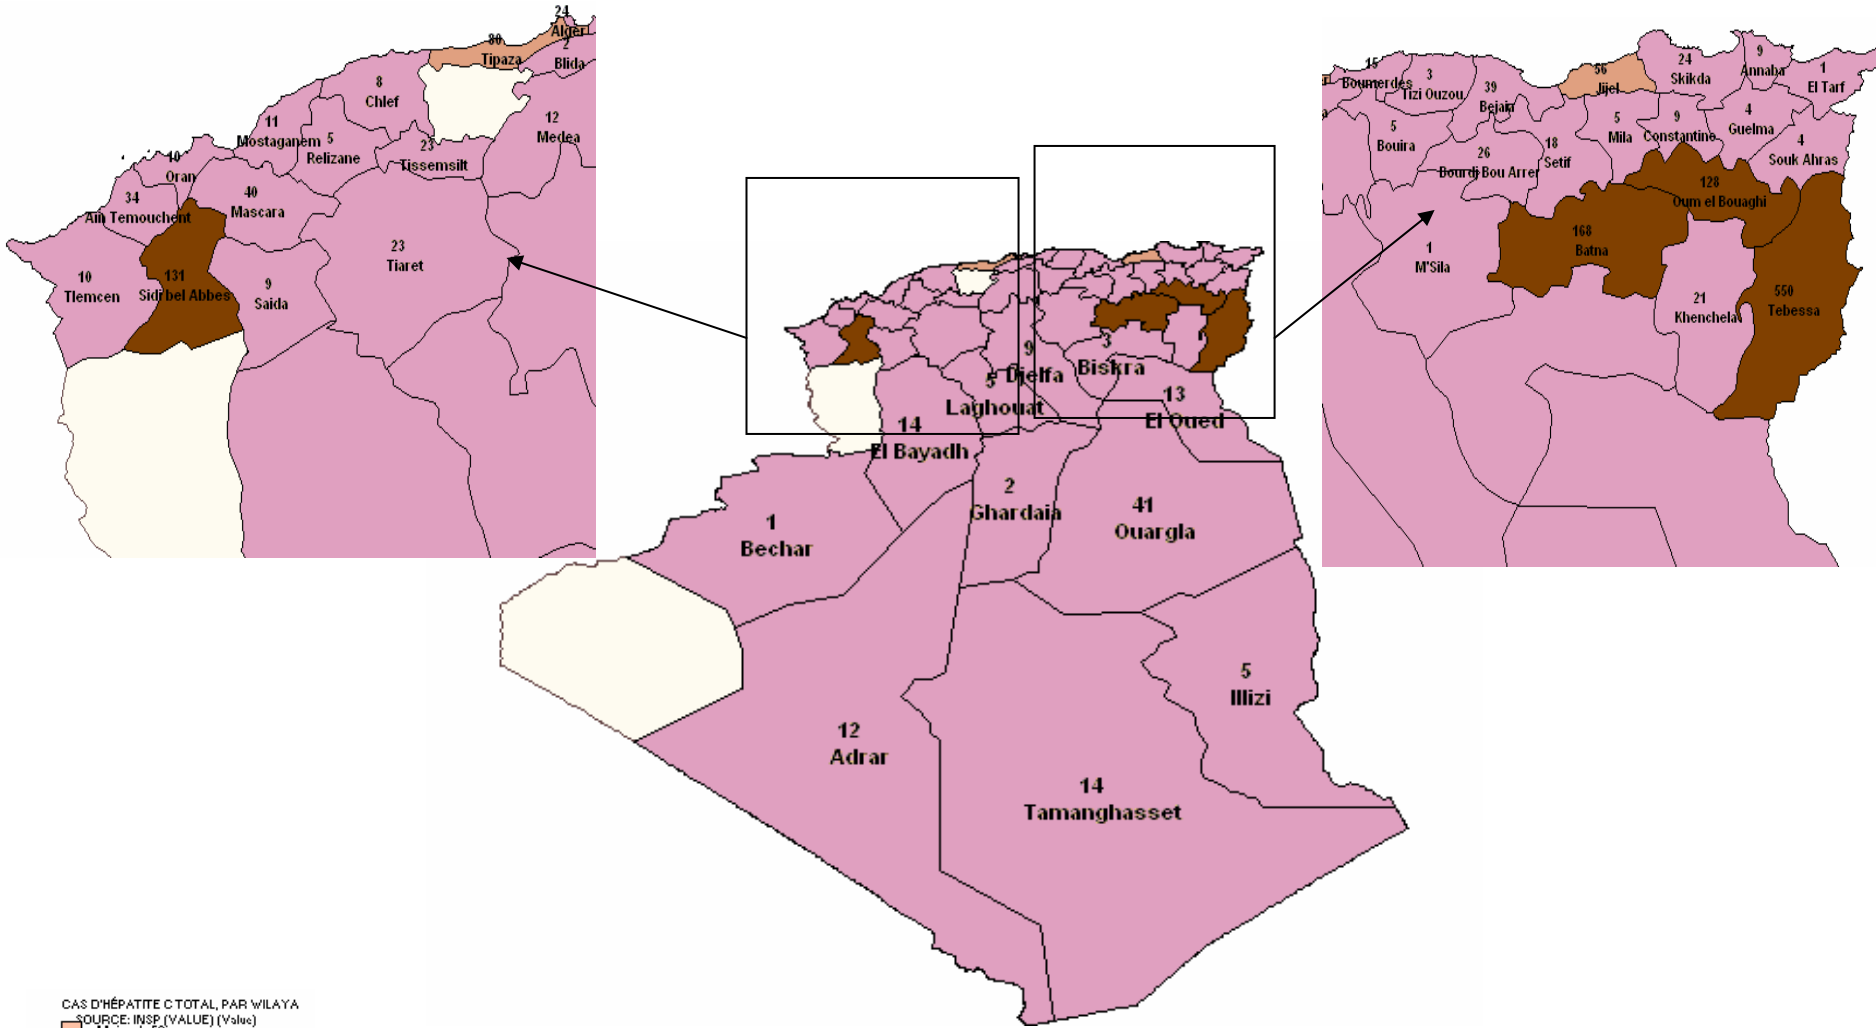 24
Alger
80
Tipaza
2
Blida
8
Chlef
12
Medea
11
Mostaganem
5
Relizane
23
Tissemsilt
10
Oran
40
Mascara
34
Ain Temouchent
23
Tiaret
10
Tlemcen
131
Sidi bel Abbes
9
Saida
15
Boumerdes
3
Tizi Ouzou
39
Bejaia
56
Jijel
24
Skikda
9
Annaba
1
El Tarf
5
Bouira
26
Bourdj Bou Arrer
18
Setif
5
Mila
9
Constantine
4
Guelma
4
Souk Ahras
128
Oum el Bouaghi
168
Batna
1
M'Sila
21
Khenchela
550
Tebessa
9
Djelfa
3
Biskra
5
Laghouat
13
El Oued
14
El Bayadh
2
Ghardaia
41
Ouargla
1
Bechar
5
Illizi
12
Adrar
14
Tamanghasset
CAS D'HÉPATITE C TOTAL, PAR WILAYA
SOURCE: INSP (VALUE) (Value)